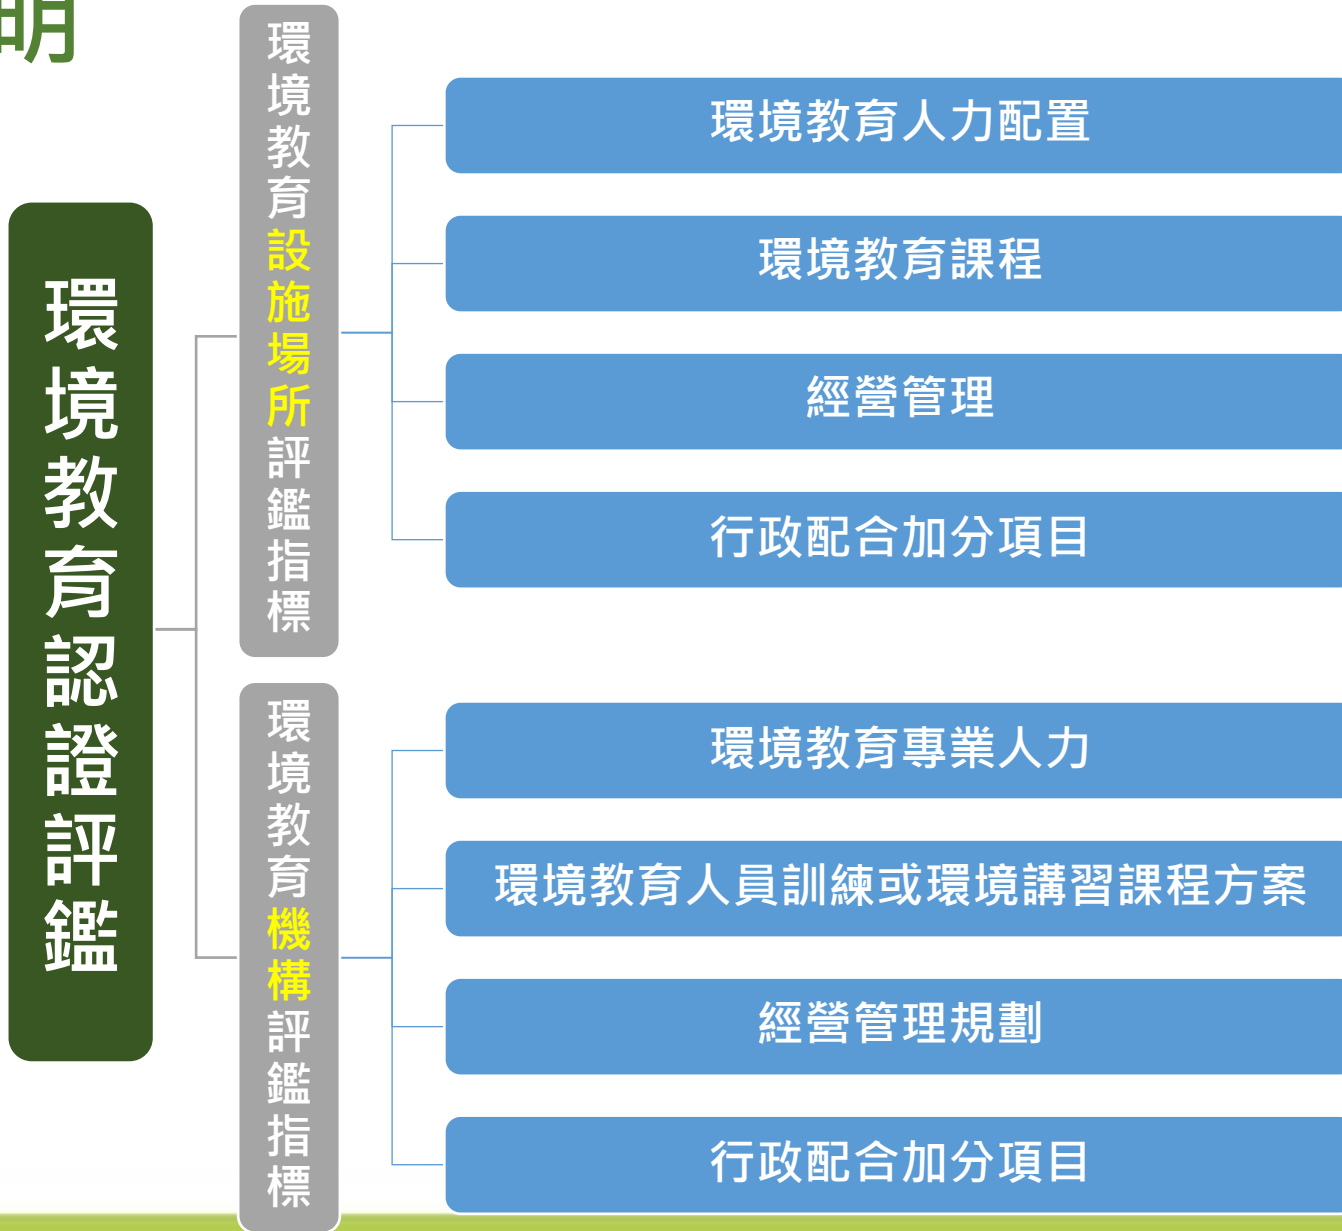 明
環境教育認證評鑑
環境教育設施場所評鑑指標
環境教育人力配置
環境教育課程
經營管理
行政配合加分項目
環境教育機構評鑑指標
環境教育專業人力
環境教育人員訓練或環境講習課程方案
經營管理規劃
行政配合加分項目